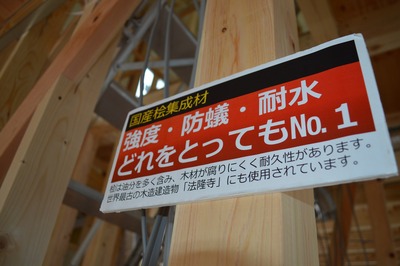 国産桧集成材
強度・防蟻・耐水
どれをとってもNo.1
桧は油分を多く含み、木材が腐りにくく耐久性があります。
世界最古の木造建造物「法隆寺」にも使用されています。